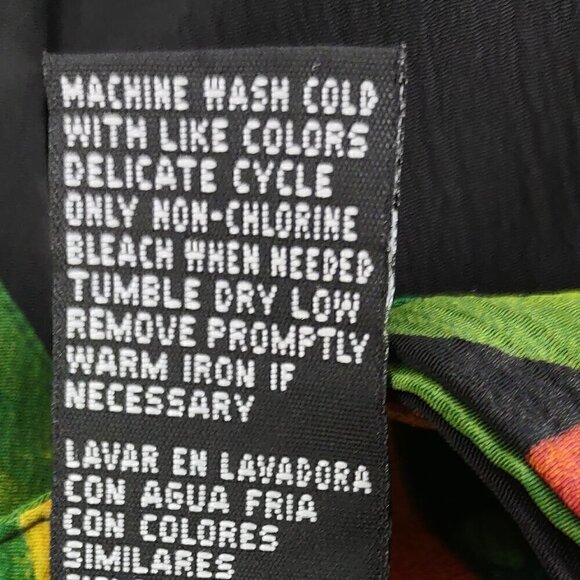 MACHINE WASH COLD
WITH LIKE COLORS
DELICATE CYCLE
ONLY NON-CHLORINE
BLEACH WHEN NEEDED
TUMBLE DRY LOW
REMOVE PROMPTLY
WARM IRON IF
NECESSARY
LAVAR EN LAVADORA
CON AGUA FRIA
CON COLORES
SIMILARES